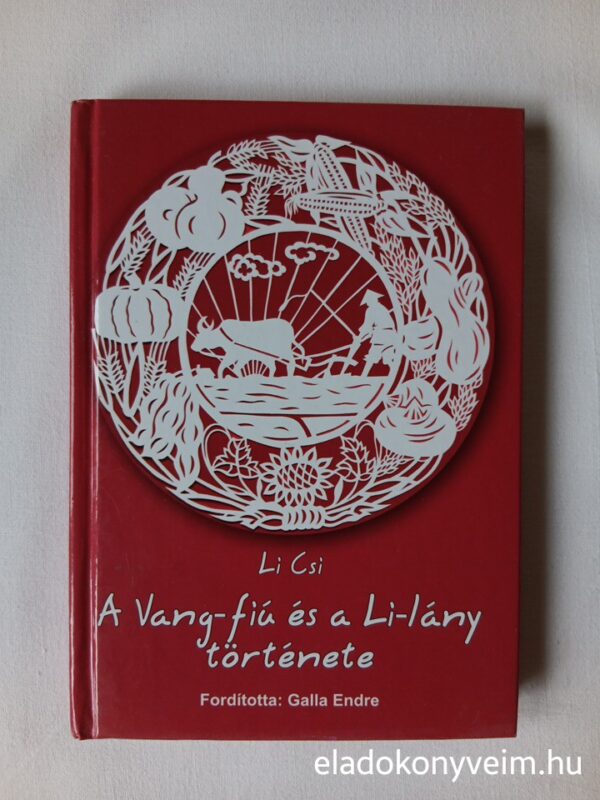 Li Csi
A Vang-fiú és a Li-lány
története
Fordította: Galla Endre
eladokonyveim.hu